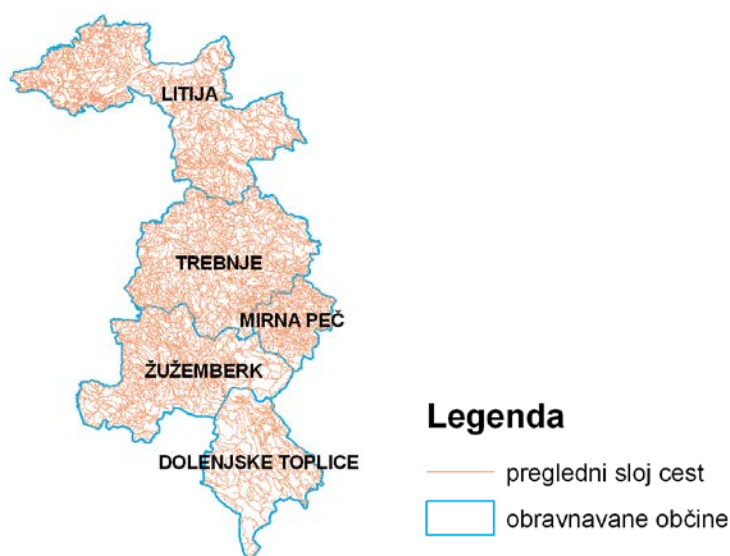 LITIJA
TREBNJE
MIRNA PEČ
ŽUŽEMBERK
DOLENJSKE TOPLICE
Legenda
pregledni sloj cest
obravnavane občine